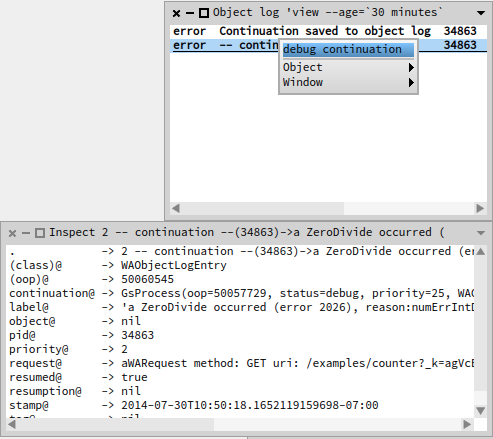 Object log 'view --age=`30 minutes`
error Continuation saved to object log 34863
error -- contin 34863
debug continuation
Object
Window
Inspect 2 -- continuation --(34863)->a ZeroDivide occurred (
. -> 2 -- continuation --(34863)->a ZeroDivide occurred (er
(class)@ -> WAObjectLogEntry
(oop)@ -> 50060545
continuation@ -> GsProcess(oop=50057729, status=debug, priority=25, WAC
label@ -> 'a ZeroDivide occurred (error 2026), reason:numErrIntD
object@ -> nil
pid@ -> 34863
priority@ -> 2
request@ -> aWARequest method: GET uri: /examples/counter?_k=agVcE
resumed@ -> true
resumption@ -> nil
stamp@ -> 2014-07-30T10:50:18.1652119159698-07:00